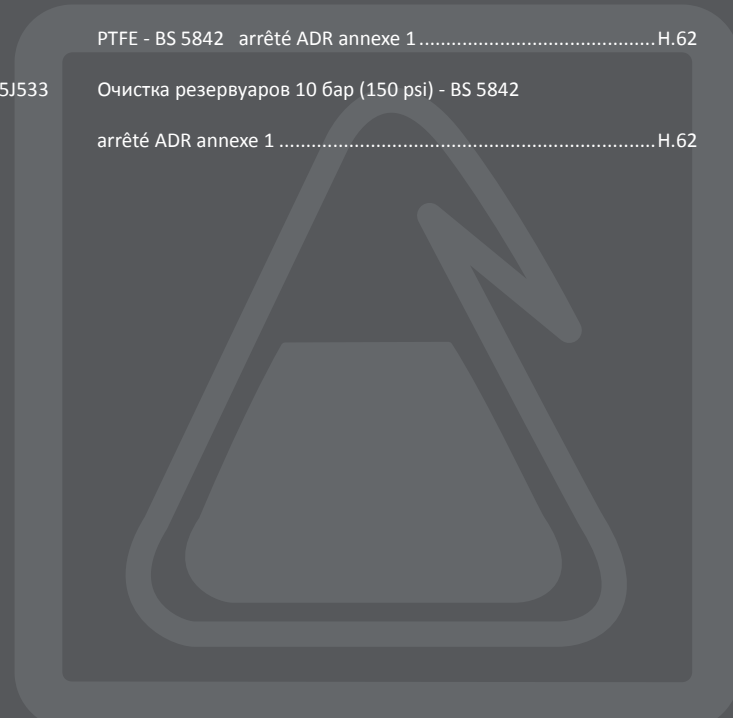 PTFE - BS 5842 arrêté ADR annexe 1...........................................H.62
5J533 Очистка резервуаров 10 бар (150 psi) - BS 5842
arrêté ADR annexe 1.....................................................................H.62